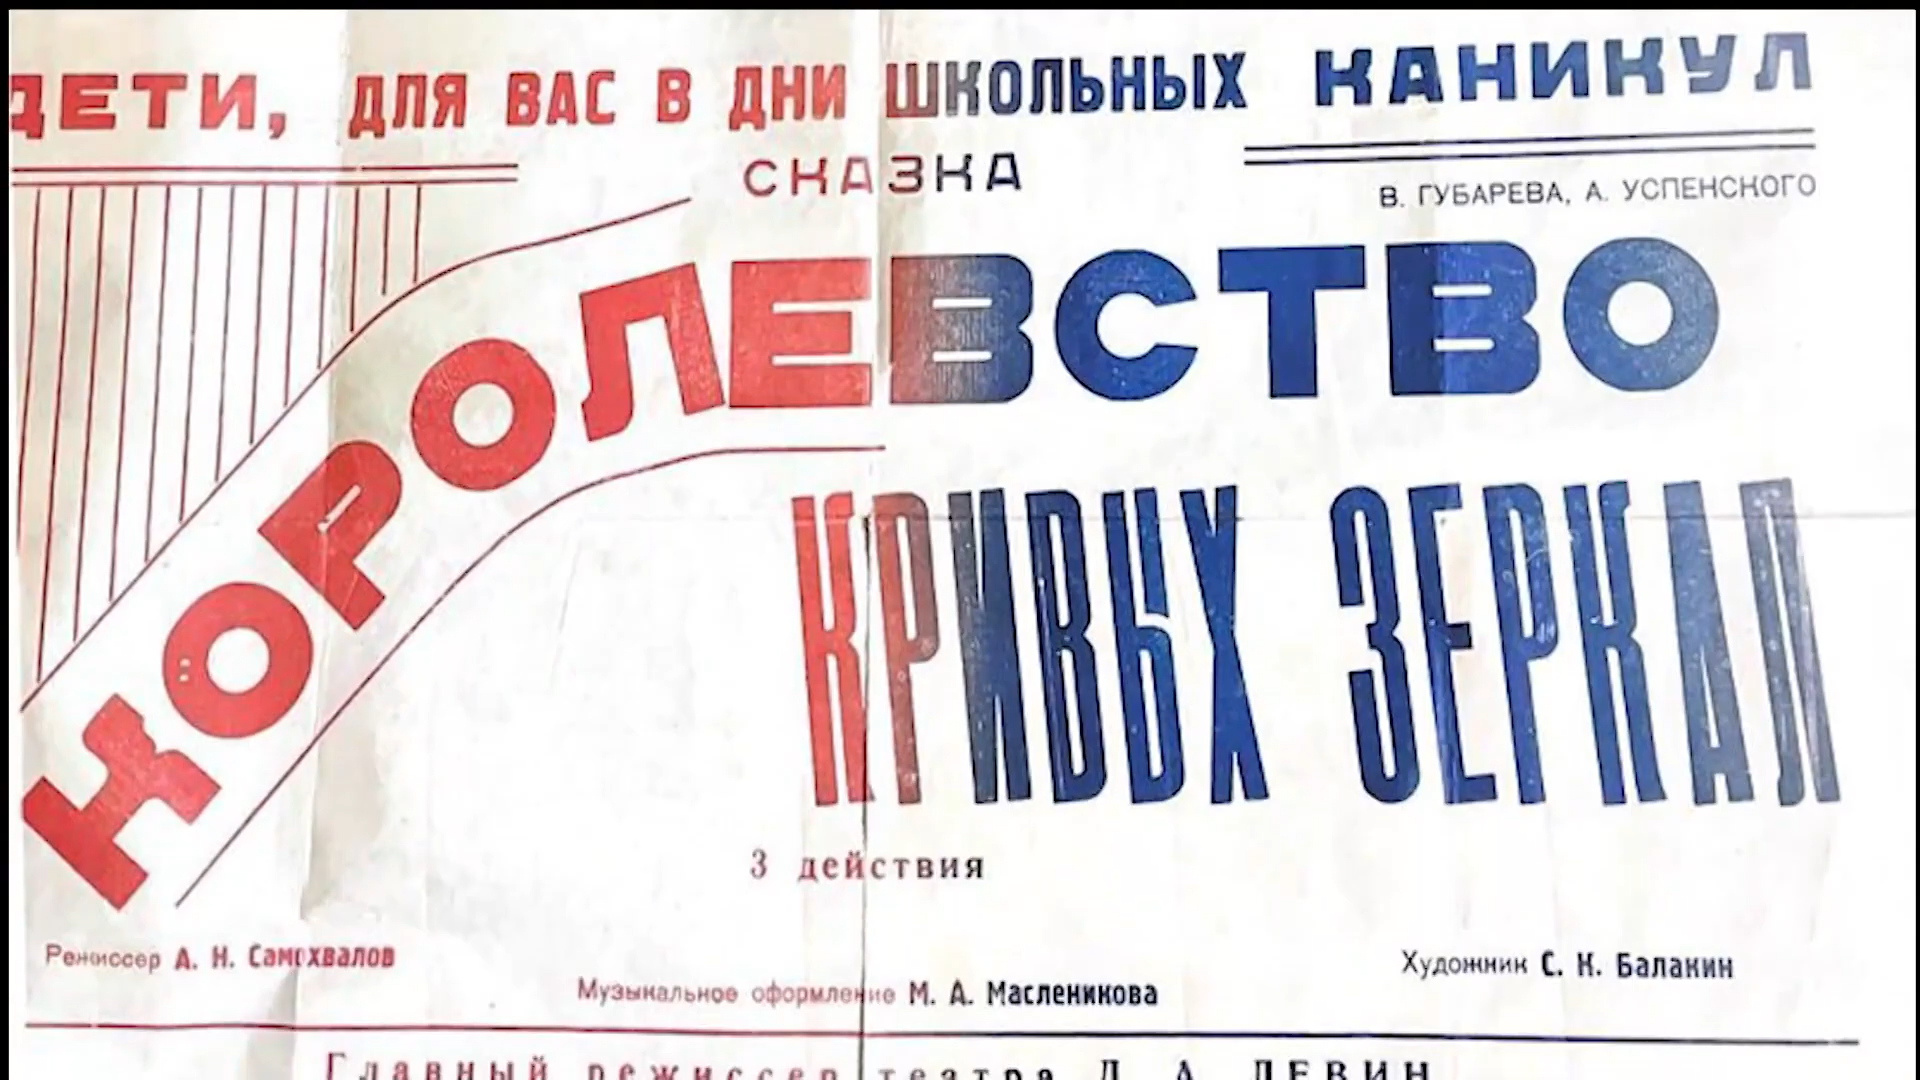 ДЕТИ, ДЛЯ ВАС В ДНИ ШКОЛЬНЫХ КАНИКУЛ
СКАЗКА
В. ГУБАРЕВА, А. УСПЕНСКОГО
КОРОЛЕВСТВО
КРИВЫХ ЗЕРКАЛ
3 действия
Режиссер А. Н. Самохвалов
Художник С. К. Балакин
Музыкальное оформление М. А. Масленикова
Главный режиссер театра Д. А. ЛЕВИН